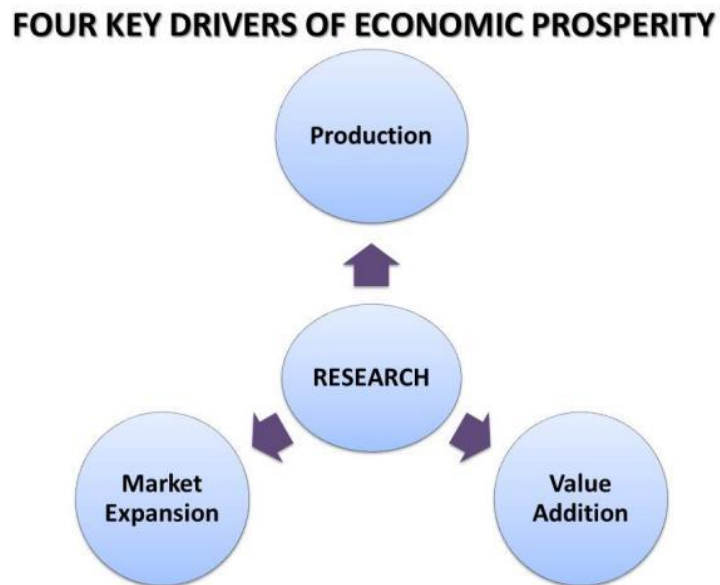 FOUR KEY DRIVERS OF ECONOMIC PROSPERITY
Production
RESEARCH
Market
Expansion
Value
Addition